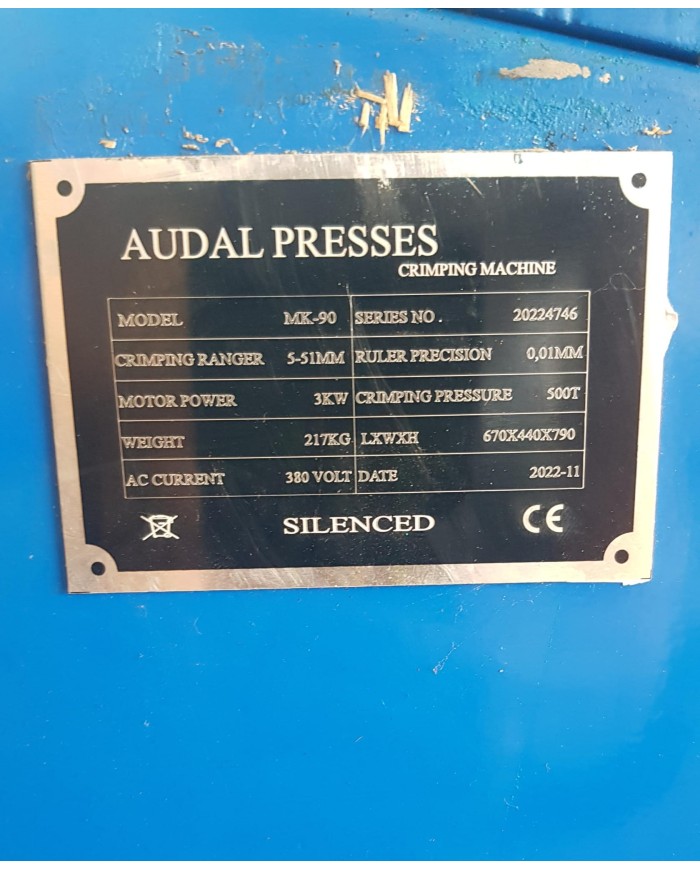 AUDAL PRESSES
CRIMPING MACHINE
MODEL MK-90 SERIES NO . 20224746
CRIMPING RANGER 5-51MM RULER PRECISION 0,01MM
MOTOR POWER 3KW CRIMPING PRESSURE 500T
WEIGHT 217KG LXWXH 670X440X790
AC CURRENT 380 VOLT DATE 2022-11
SILENCED CE